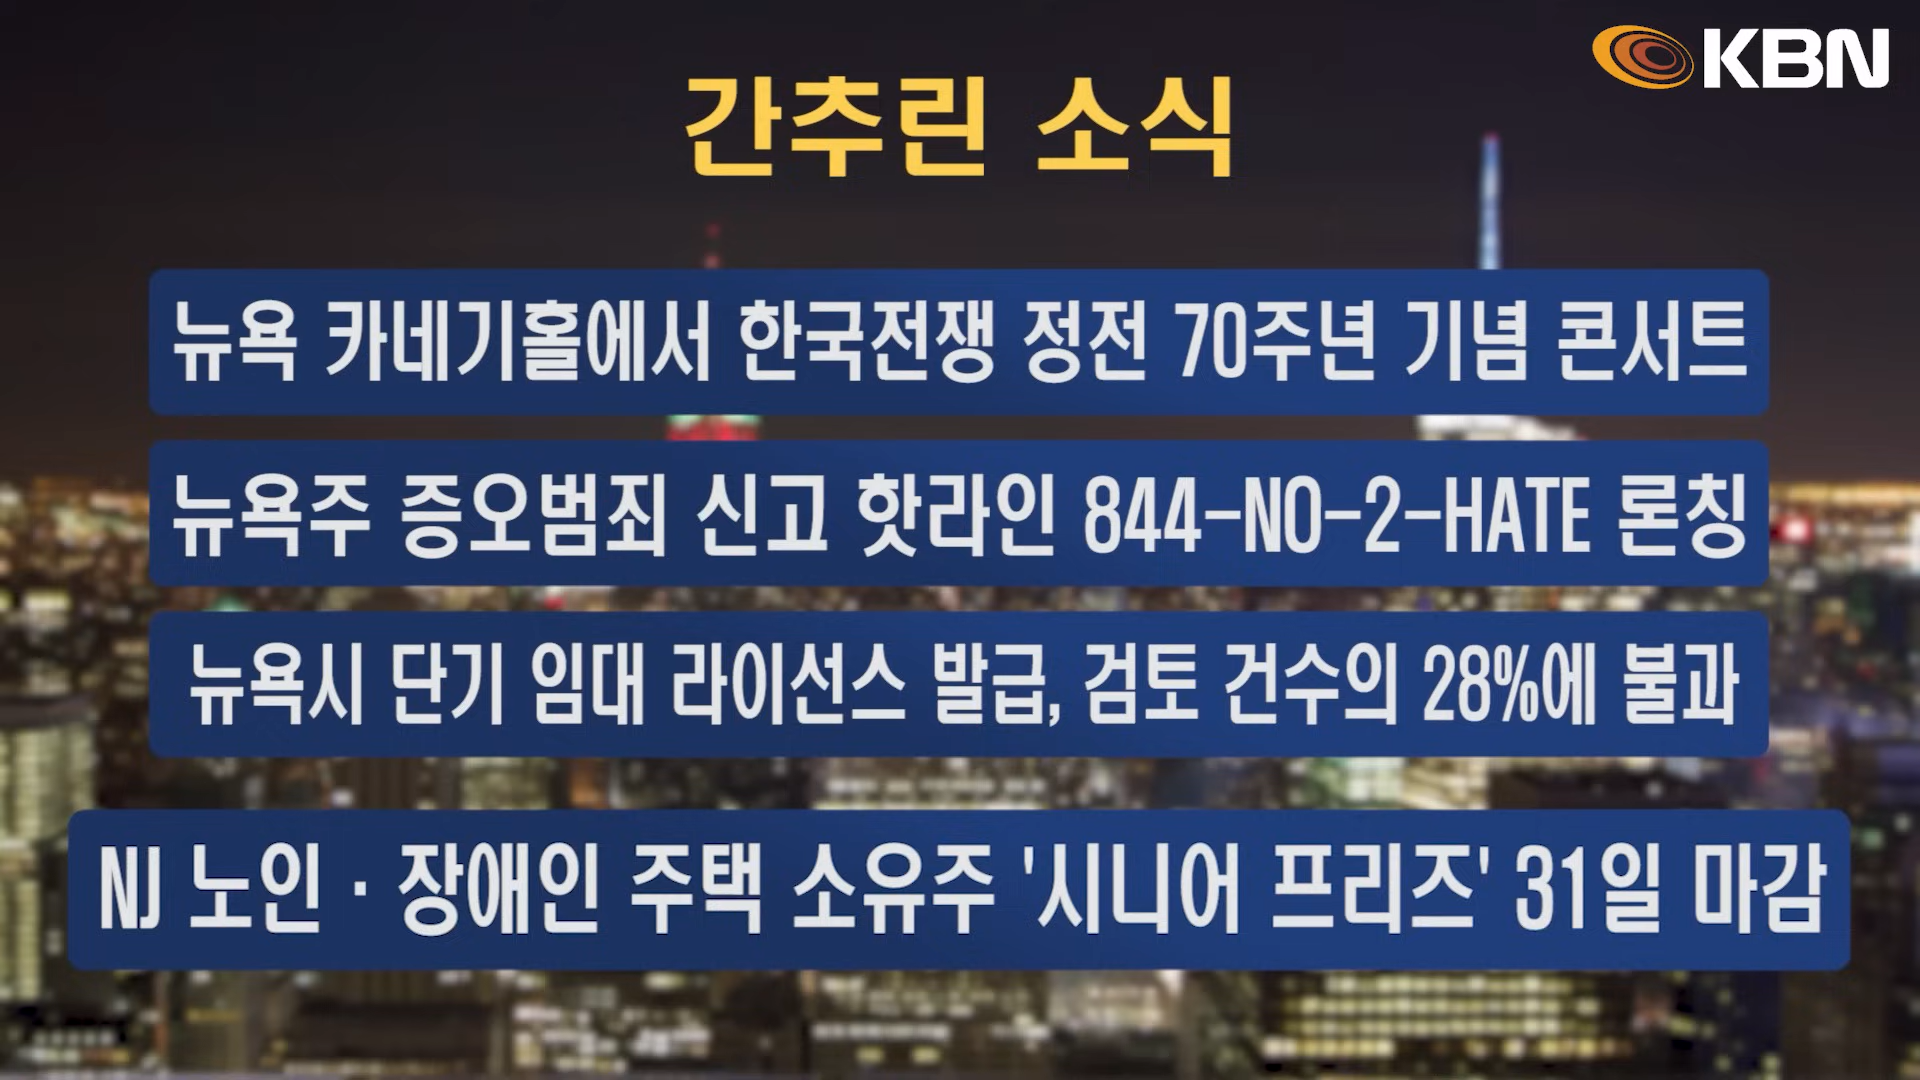 KBN
간추린 소식
뉴욕 카네기홀에서 한국전쟁 정전 70주년 기념 콘서트
뉴욕주 증오범죄 신고 핫라인 844-NO-2-HATE 론칭
뉴욕시 단기 임대 라이선스 발급, 검토 건수의 28%에 불과
NJ 노인·장애인 주택 소유주 '시니어 프리즈' 31일 마감